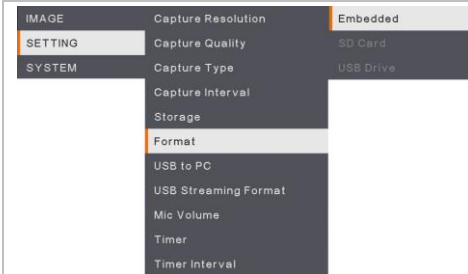 IMAGE
SETTING
SYSTEM
Capture Resolution
Capture Quality
Capture Type
Capture Interval
Storage
Format
USB to PC
USB Streaming Format
Mic Volume
Timer
Timer Interval
Embedded
SD Card
USB Drive